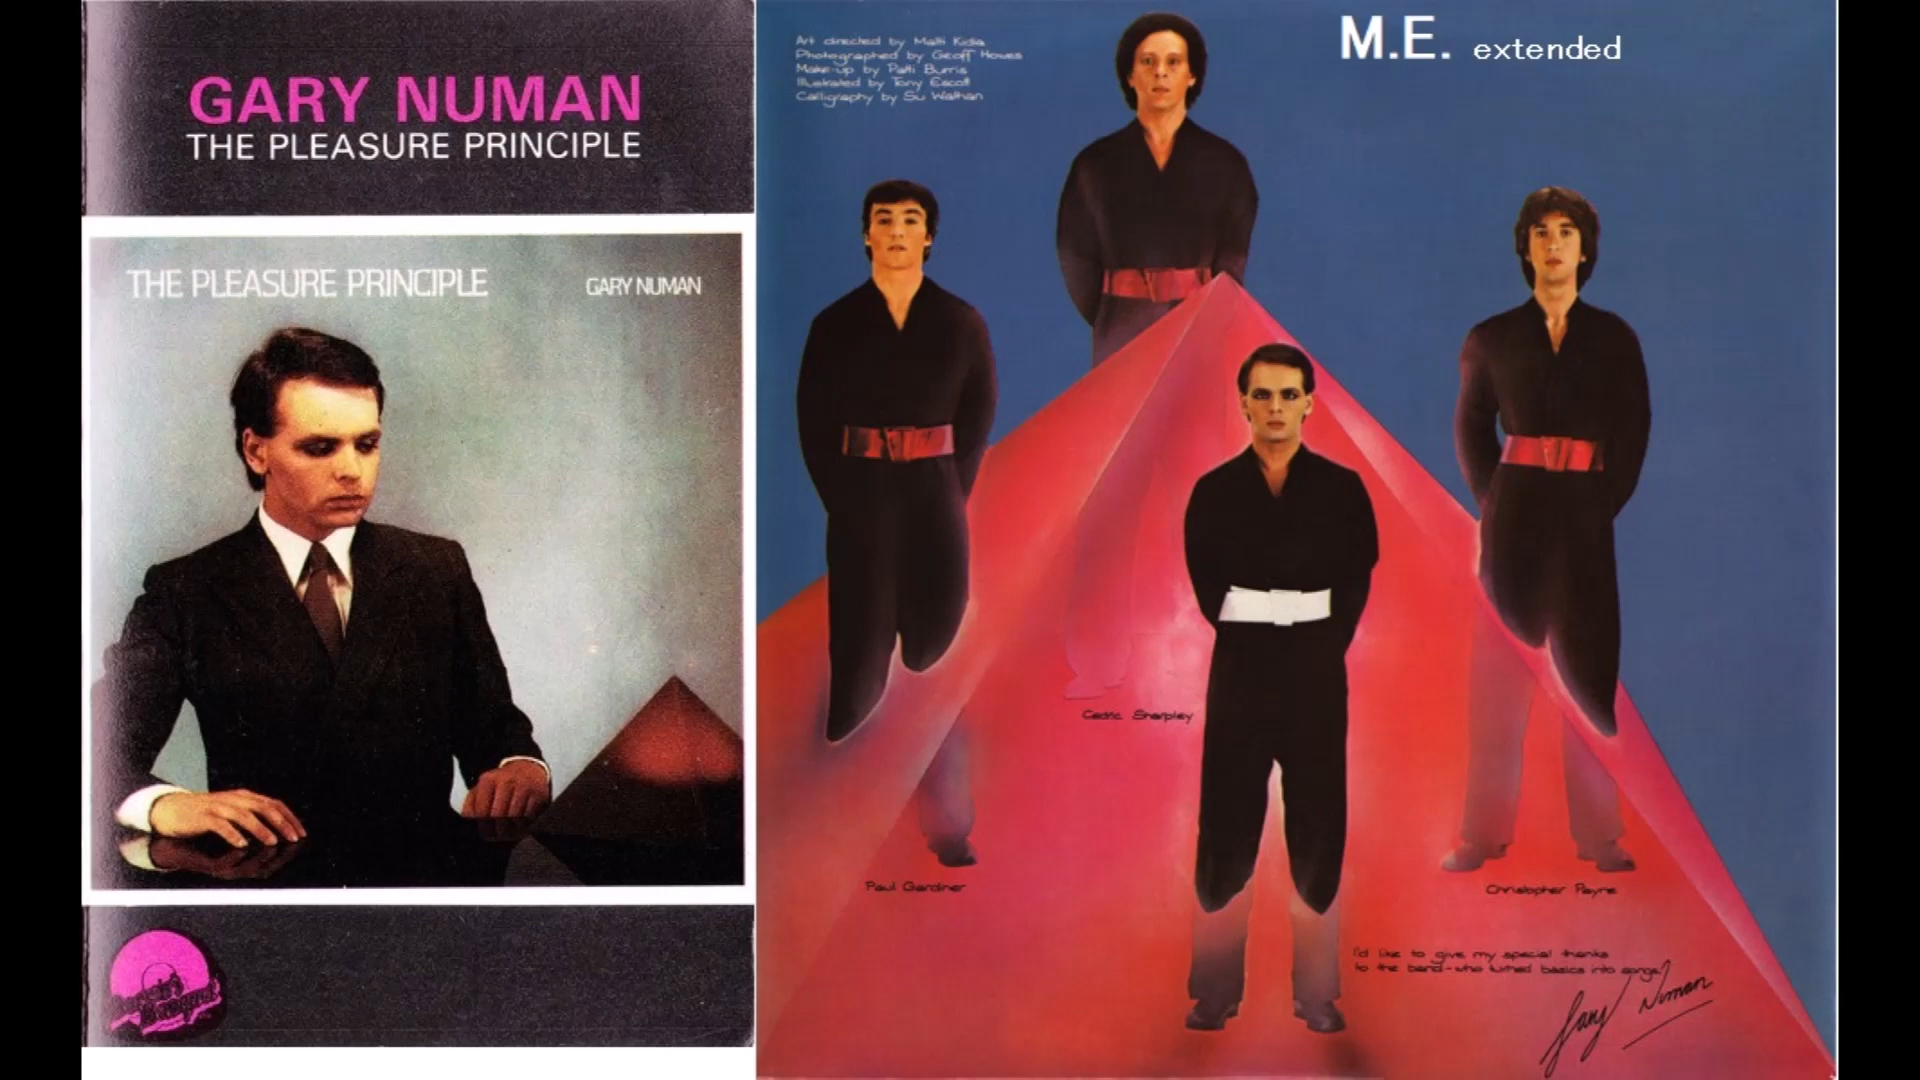 GARY NUMAN
THE PLEASURE PRINCIPLE
THE PLEASURE PRINCIPLE
GARY NUMAN
M.E. extended
Art directed by Malti Kidia
Photographed by Geoff Howes
Make-up by Patti Burris
Illustrated by Tony Escott
Calligraphy by Su Wathan
Cedric Sharpley
Paul Gardiner
Christopher Payne
I'd like to give my special thanks
to the band - who turned basics into songs
Gary Numan